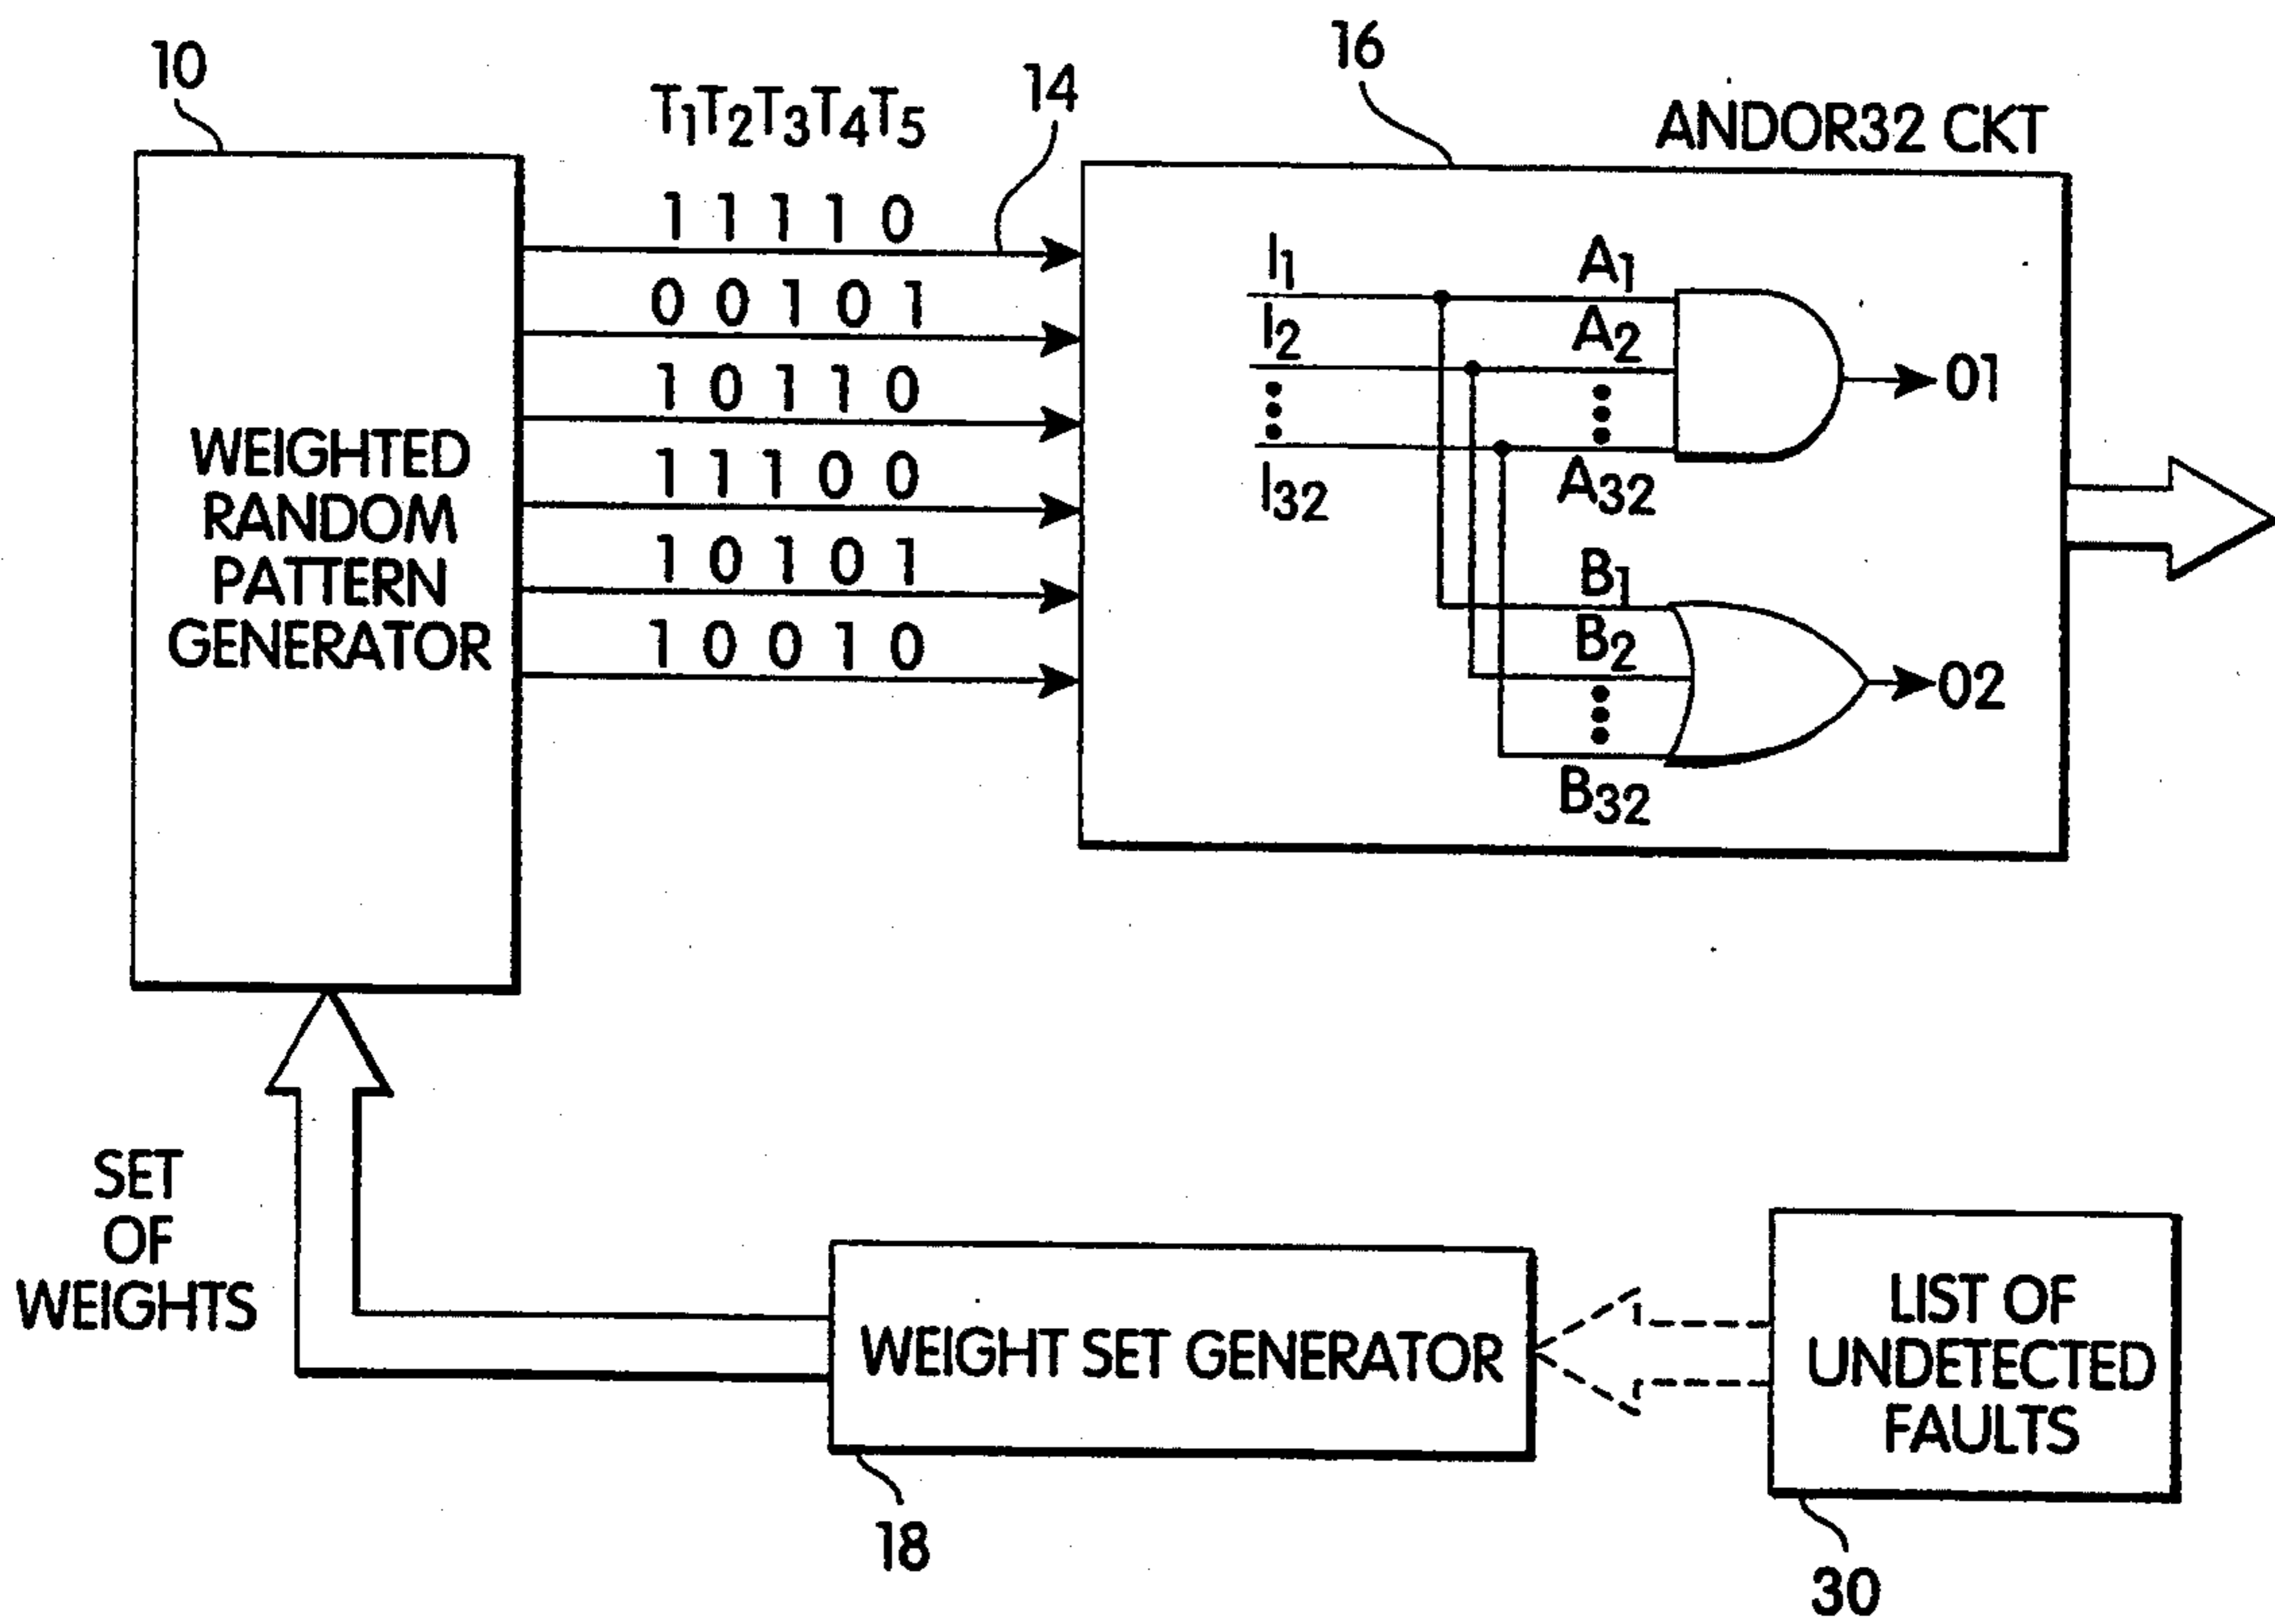 10
T1T2T3T4T5
14
16
ANDOR32 CKT
1 1 1 1 0
0 0 1 0 1
1 0 1 1 0
1 1 1 0 0
1 0 1 0 1
1 0 0 1 0
WEIGHTED
RANDOM
PATTERN
GENERATOR
I1
I2
I32
A1
A2
A32
01
B1
B2
B32
02
SET
OF
WEIGHTS
WEIGHT SET GENERATOR
18
LIST OF
UNDETECTED
FAULTS
30